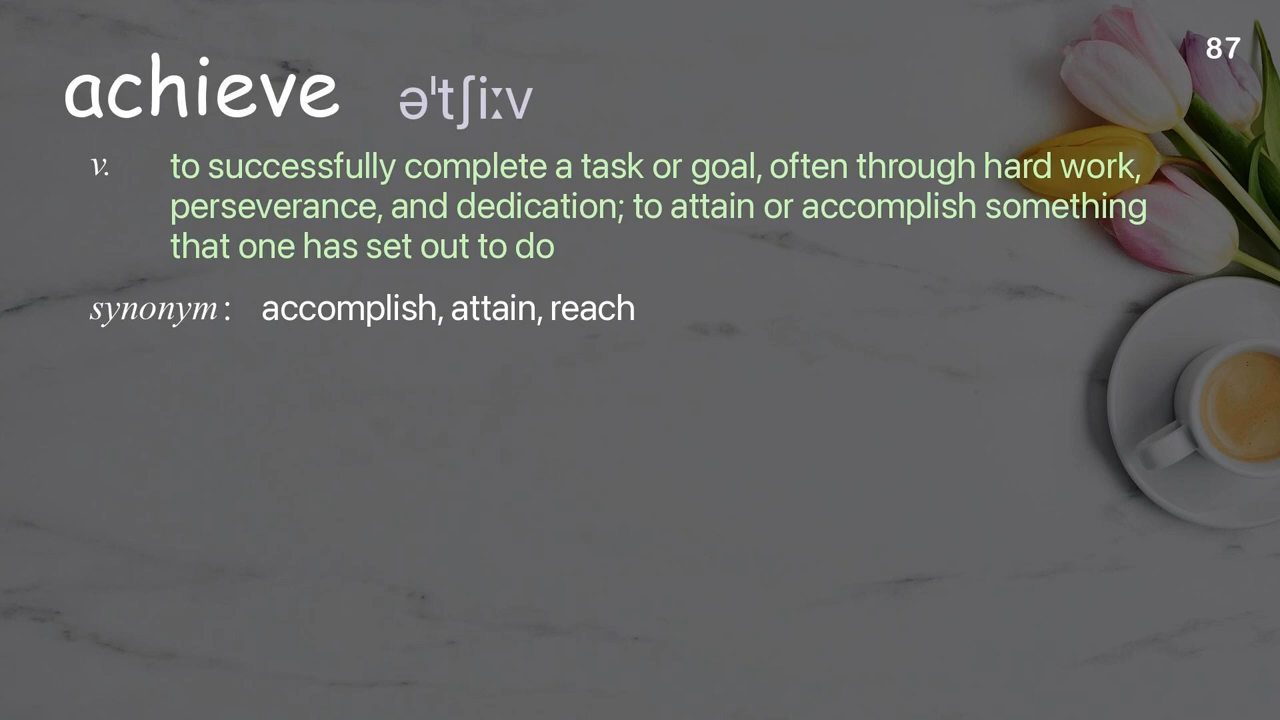 87
achieve əˈtʃiːv
v. to successfully complete a task or goal, often through hard work,
perseverance, and dedication; to attain or accomplish something
that one has set out to do
synonym: accomplish, attain, reach